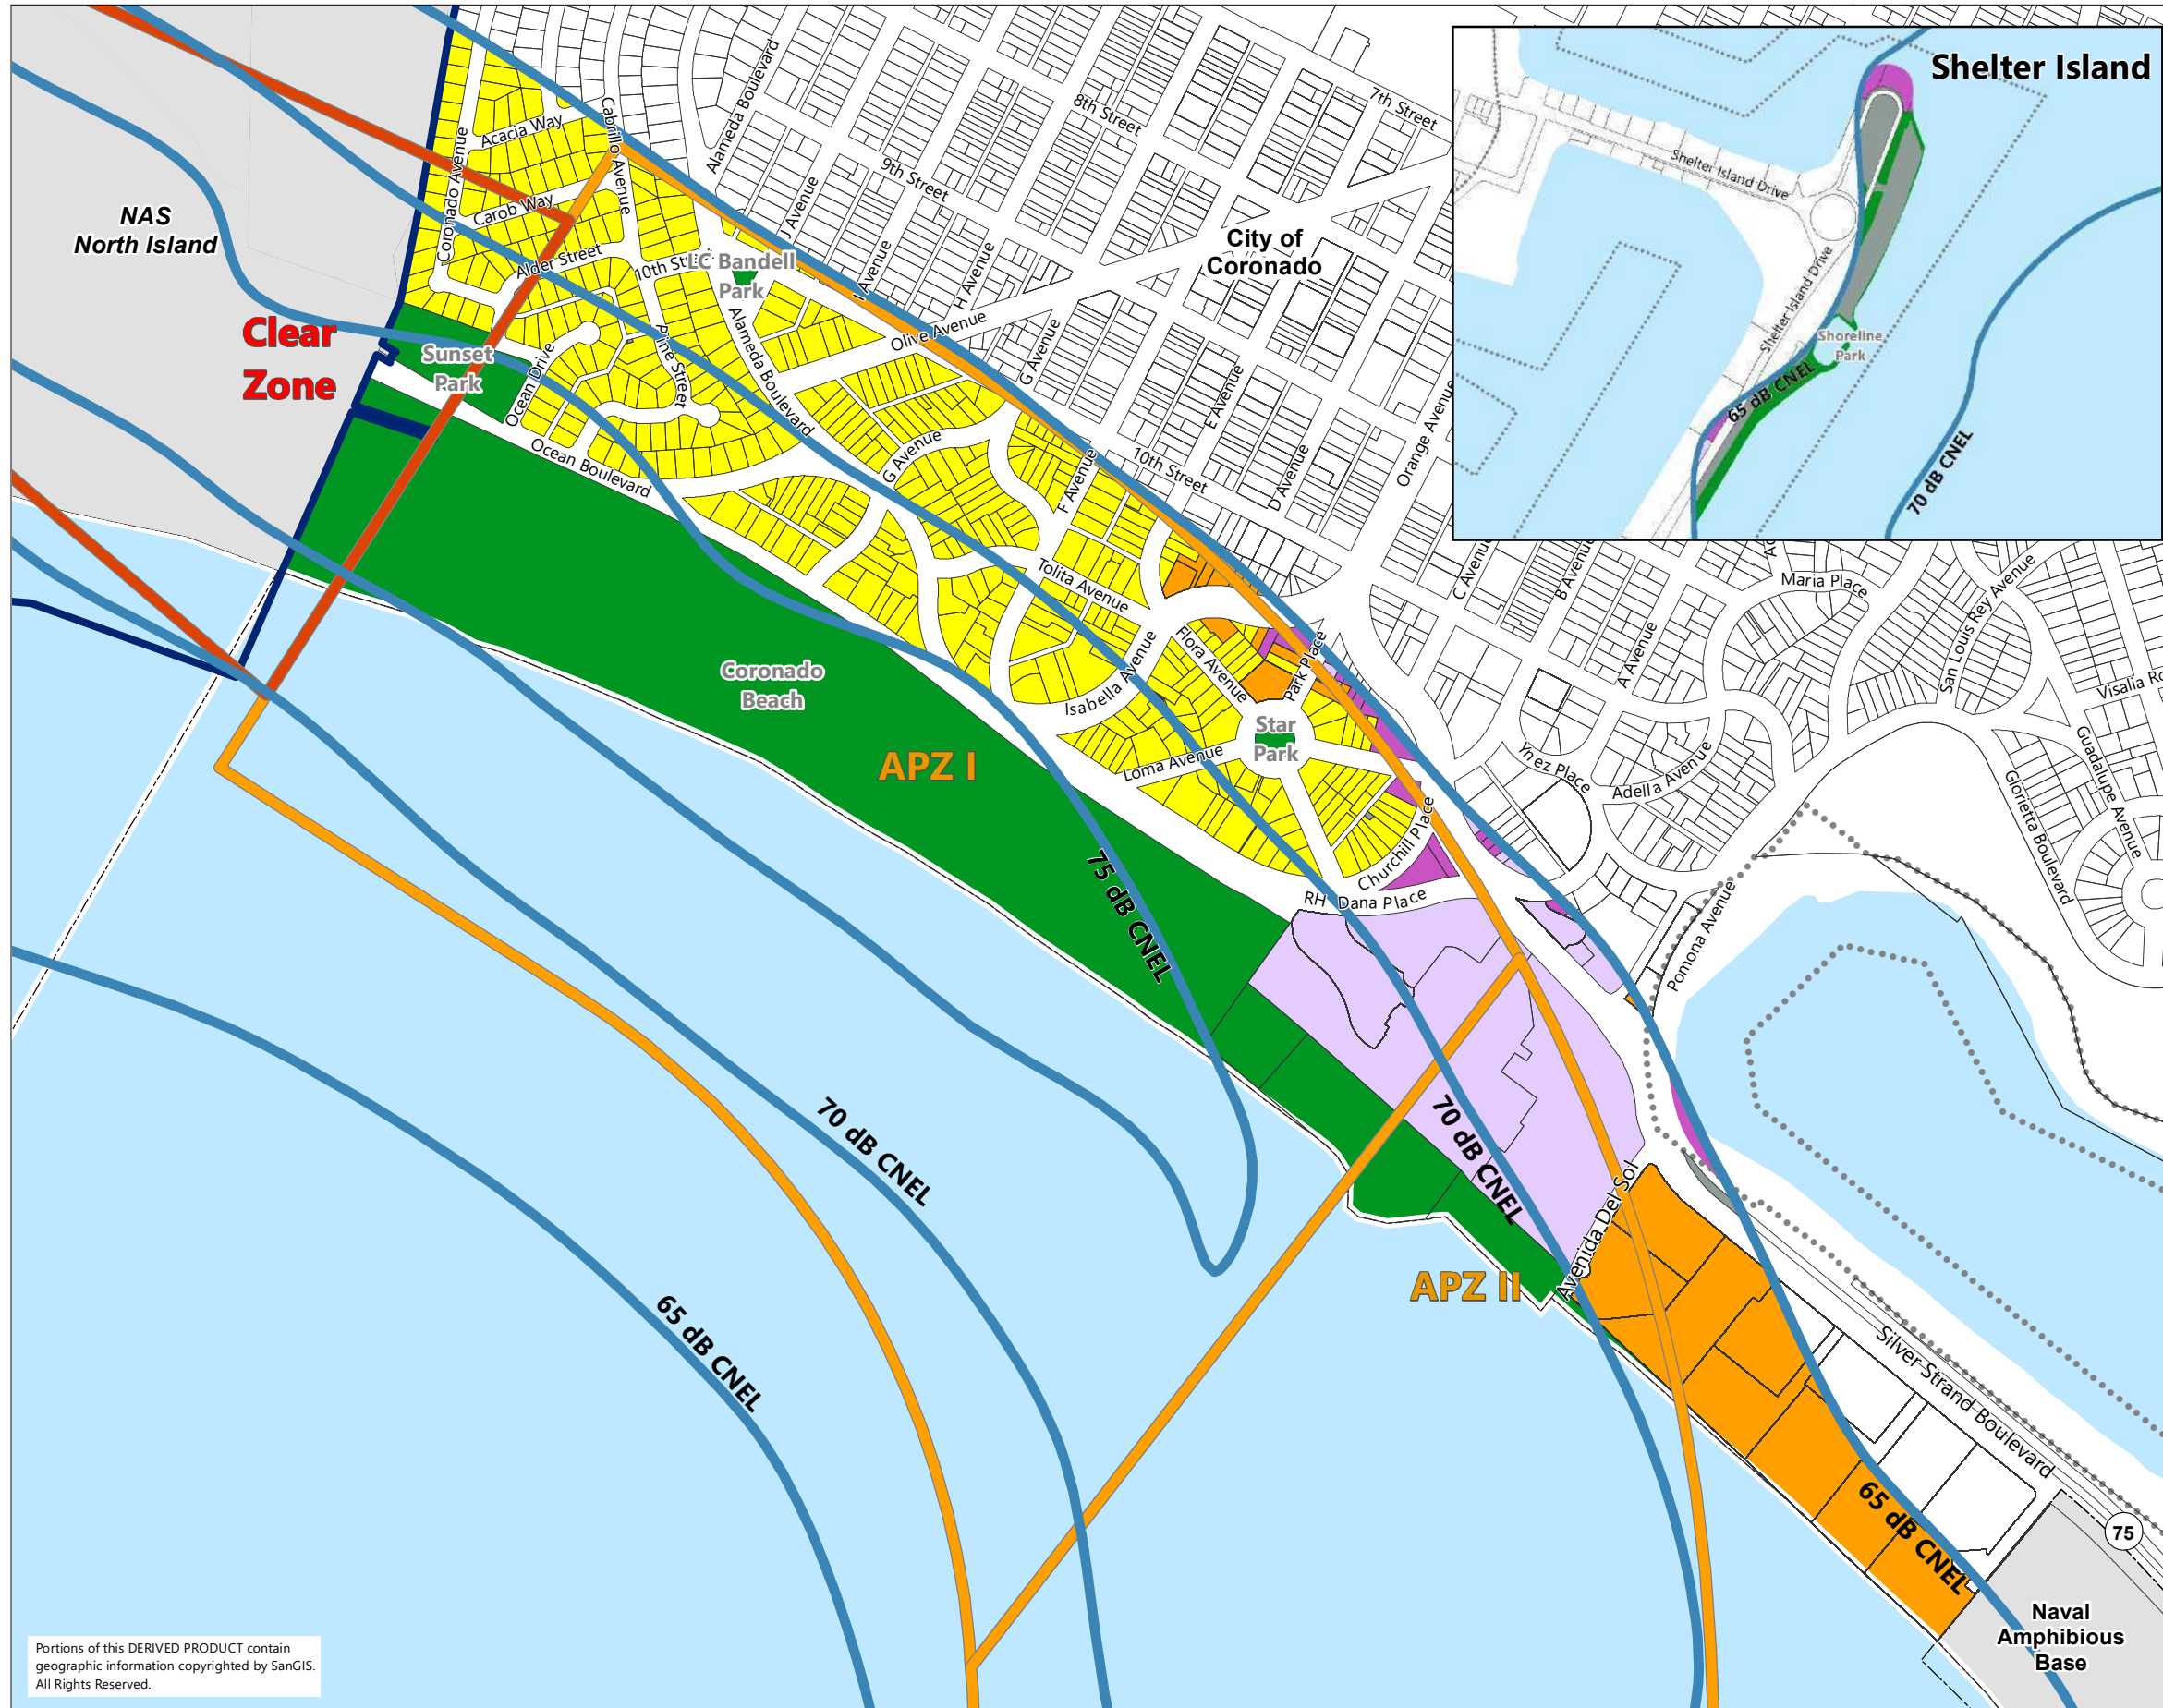 Shelter Island
Shelter Island Drive
Shelter Island Drive
Shoreline
Park
65 dB CNEL
70 dB CNEL
NAS
North Island
Clear
Zone
Coronado Avenue
Acacia Way
Cabrillo Avenue
Carob Way
Alder Street
10th Stre
Alameda Boulevard
7th Street
8th Street
9th Street
J Avenue
I Avenue
H Avenue
City of
Coronado
LC Bandell
Park
Olive Avenue
G Avenue
Sunset
Park
Ocean Drive
Pine Street
Alameda Boulevard
Ocean Boulevard
G Avenue
F Avenue
E Avenue
10th Street
D Avenue
Orange Avenue
C Avenue
B Avenue
A Avenue
Maria Place
San Louis Rey Avenue
Visalia Ro
Guadalupe Avenue
Glorietta Boulevard
Tolita Avenue
Flora Avenue
Isabella Avenue
Park Place
Star
Park
Loma Avenue
Ynez Place
Adella Avenue
Churchill Place
RH Dana Place
Pomona Avenue
Coronado
Beach
APZ I
75 dB CNEL
70 dB CNEL
70 dB CNEL
65 dB CNEL
Avenida Del Sol
APZ II
Silver Strand Boulevard
65 dB CNEL
75
Naval
Amphibious
Base
Portions of this DERIVED PRODUCT contain
geographic information copyrighted by SanGIS.
All Rights Reserved.